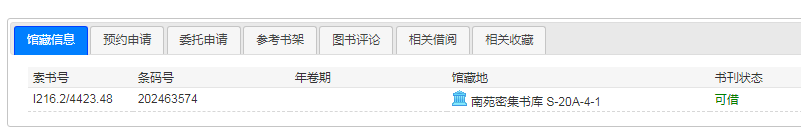 馆藏信息 预约申请 委托申请 参考书架 图书评论 相关借阅 相关收藏
索书号 条码号 年卷期 馆藏地 书刊状态
I216.2/4423.48 202463574 南苑密集书库 S-20A-4-1 可借